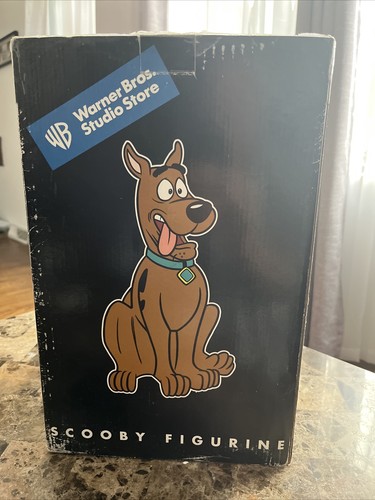 WB
Warner Bros.
Studio Store
SCOOBY FIGURINE